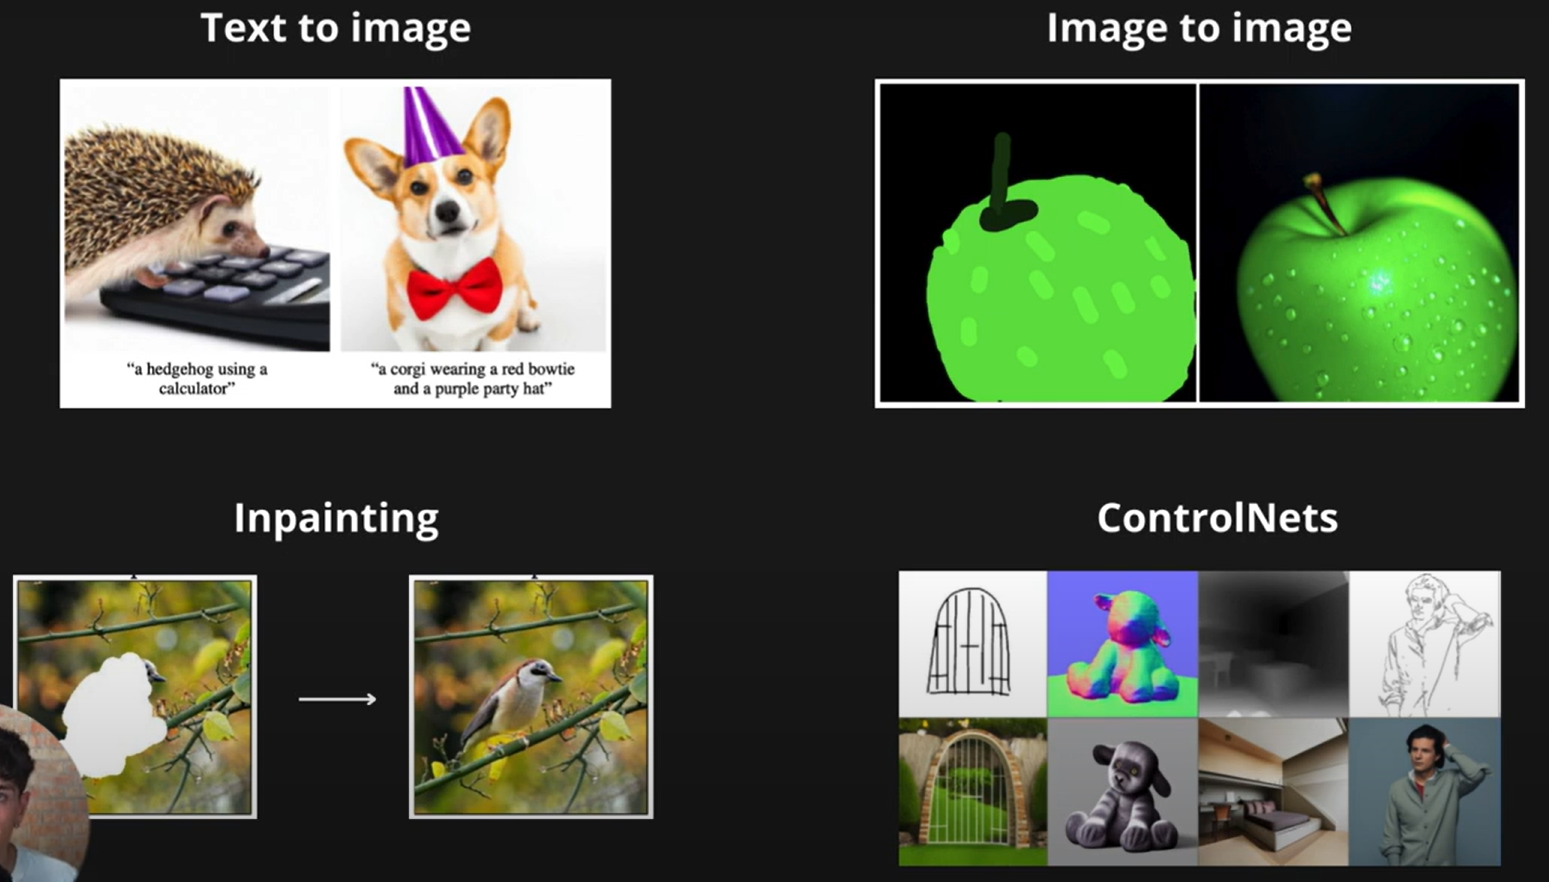 Text to image
Image to image
“a hedgehog using a
calculator”
“a corgi wearing a red bowtie
and a purple party hat”
Inpainting
ControlNets